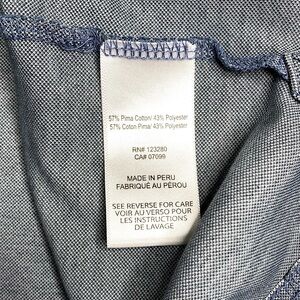 57% Pima Cotton/ 43% Polyester
57% Coton Pima/ 43% Polyester
RN# 123280
CA# 07099
MADE IN PERU
FABRIQUÉ AU PÉROU
SEE REVERSE FOR CARE
VOIR AU VERSO POUR
LES INSTRUCTIONS
DE LAVAGE